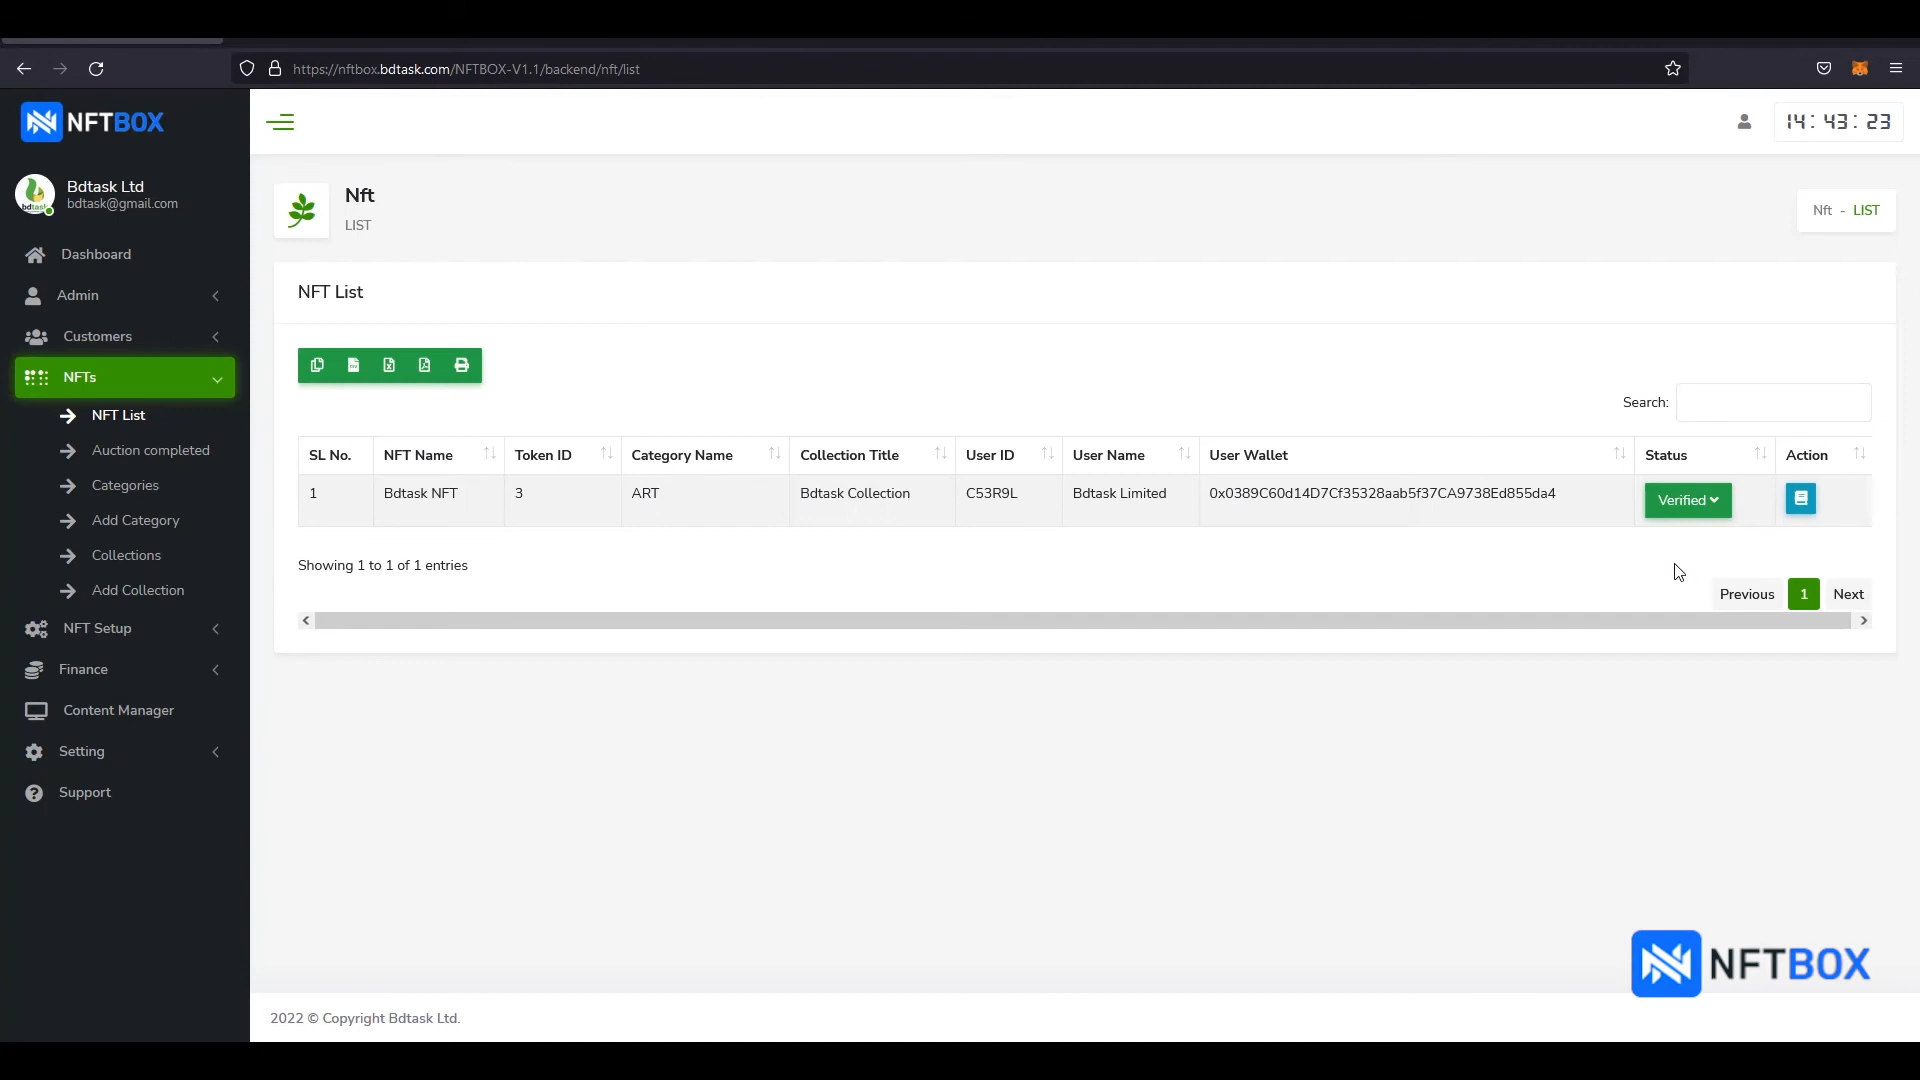 https://nftbox.bdtask.com/NFTBOX-V1.1/backend/nft/list
NFTBOX
14: 43: 23
Bdtask Ltd
bdtask@gmail.com
Nft
LIST
Nft - LIST
Dashboard
Admin
Customers
NFTs
NFT List
Auction completed
Categories
Add Category
Collections
Add Collection
NFT Setup
Finance
Content Manager
Setting
Support
NFT List
Search:
SL No. NFT Name Token ID Category Name Collection Title User ID User Name User Wallet Status Action
1 Bdtask NFT 3 ART Bdtask Collection C53R9L Bdtask Limited 0x0389C60d14D7Cf35328aab5f37CA9738Ed855da4 Verified
Showing 1 to 1 of 1 entries
Previous 1 Next
NFTBOX
2022 © Copyright Bdtask Ltd.